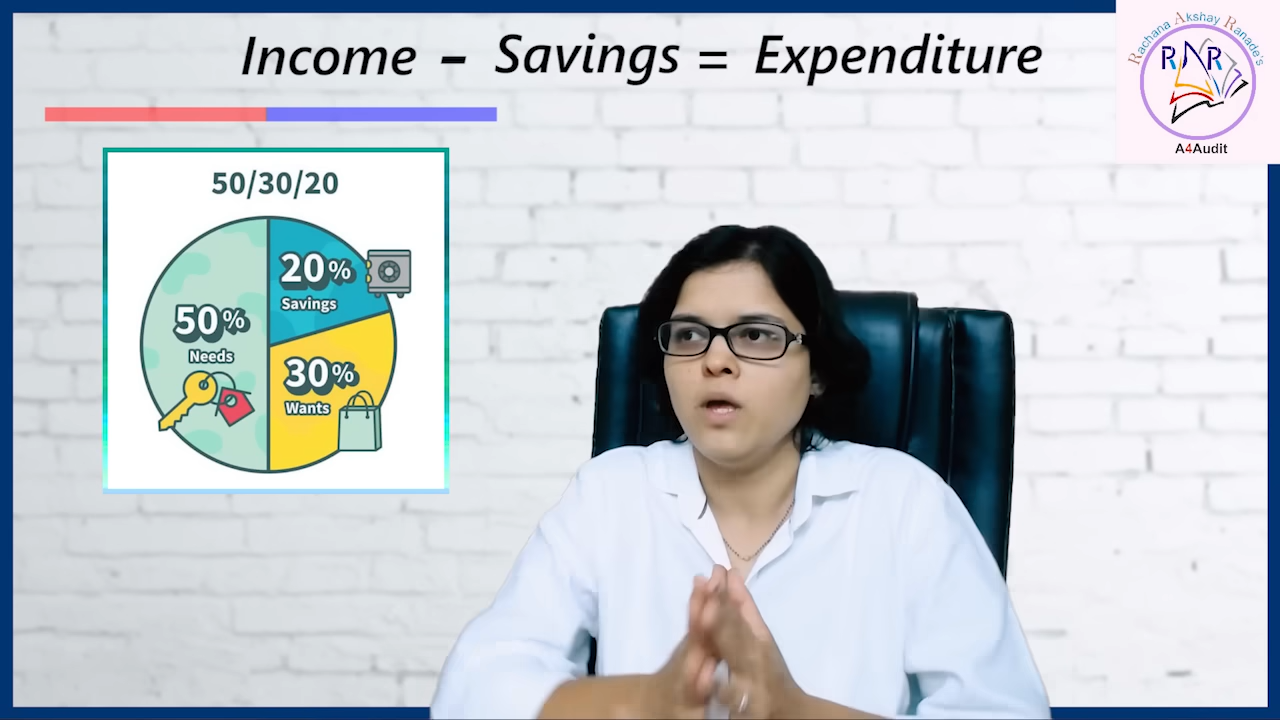 Income - Savings = Expenditure
Rachana Akshay Ranade's
RAR
A4Audit
50/30/20
20%
Savings
50%
Needs
30%
Wants